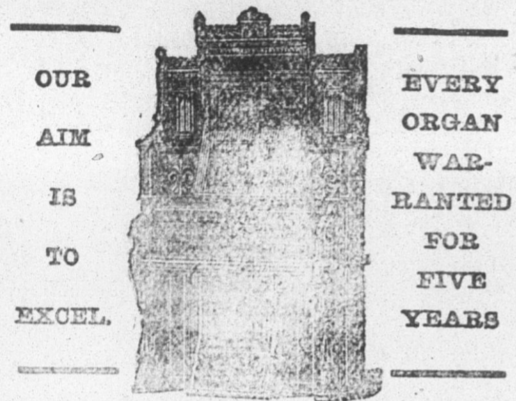 OUR
AIM
IS
TO
EXCEL.
EVERY
ORGAN
WAR-
RANTED
FOR
FIVE
YEARS